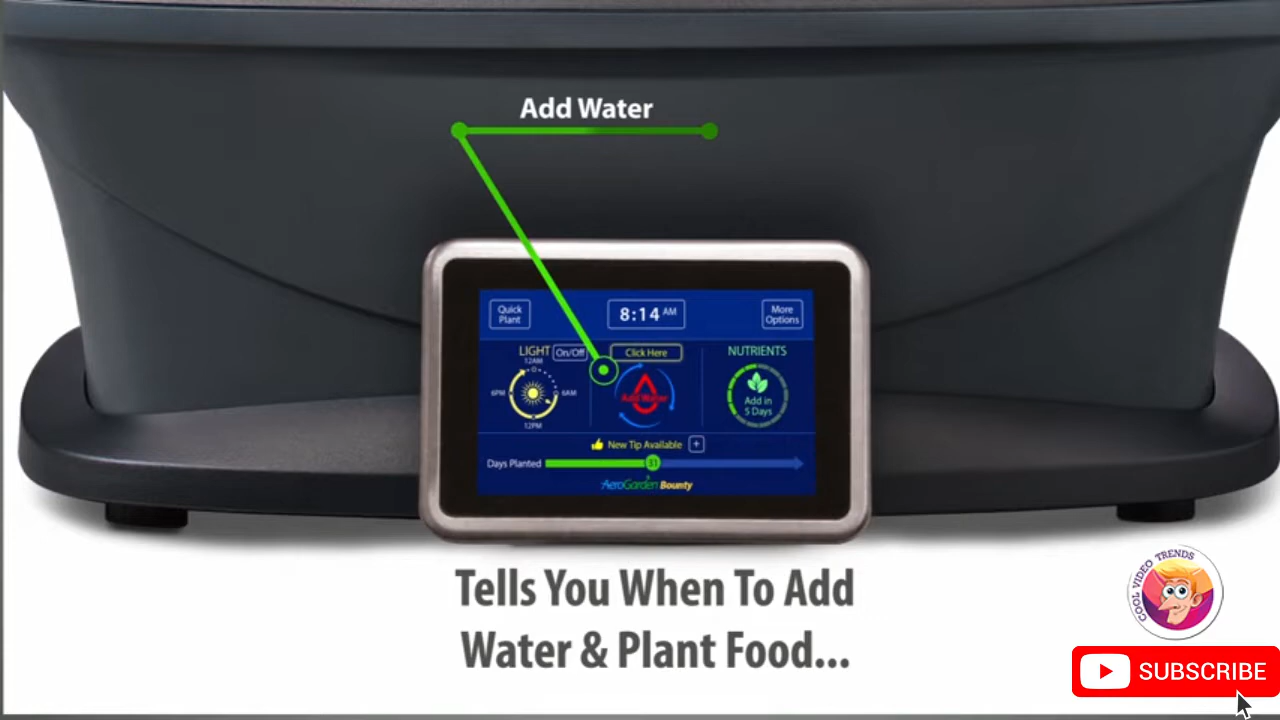 Add Water
Quick
Plant
8:14 AM
More
Options
LIGHT
On/Off
Click Here
NUTRIENTS
12AM
6PM
6AM
12PM
Add Water
Add in
5 Days
New Tip Available +
Days Planted
51
AeroGarden Bounty
Tells You When To Add
Water & Plant Food...
COOL VIDEO TRENDS
SUBSCRIBE